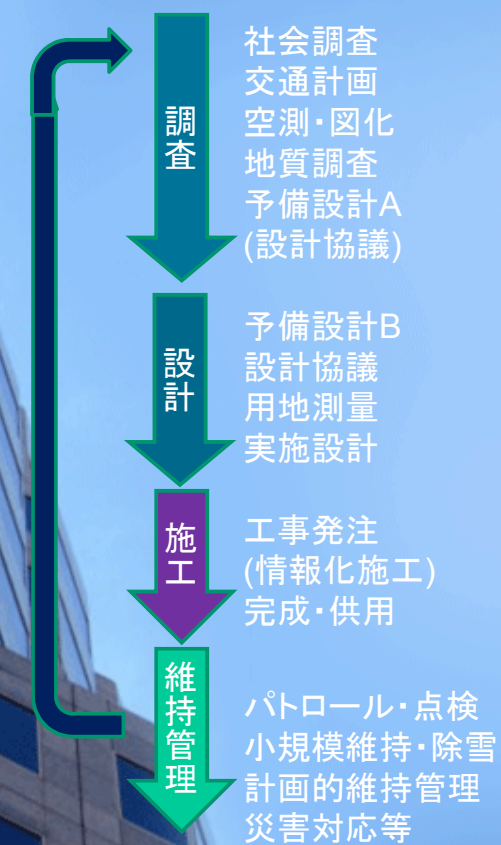 調査
社会調査
交通計画
空測・図化
地質調査
予備設計A
(設計協議)
設計
予備設計B
設計協議
用地測量
実施設計
施工
工事発注
(情報化施工)
完成・供用
維持管理
パトロール・点検
小規模維持・除雪
計画的維持管理
災害対応等